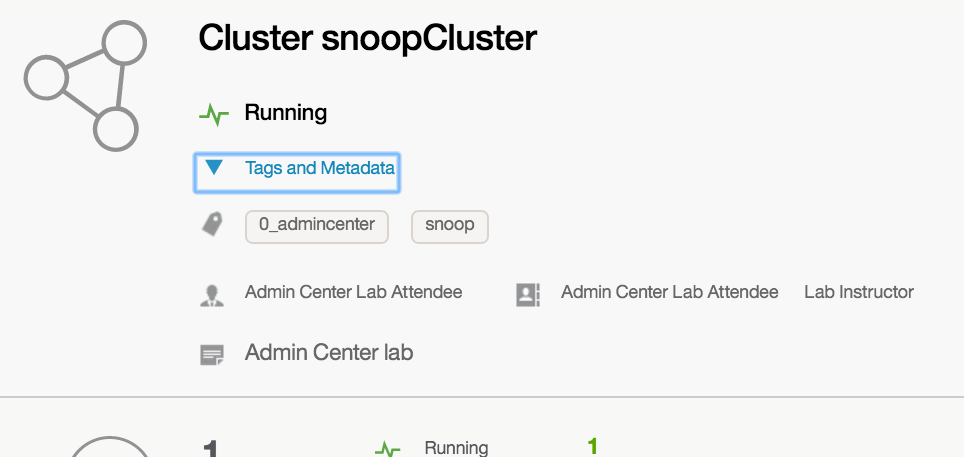 Cluster snoopCluster
Running
Tags and Metadata
0_admincenter snoop
Admin Center Lab Attendee Admin Center Lab Attendee Lab Instructor
Admin Center lab
1 Running 1